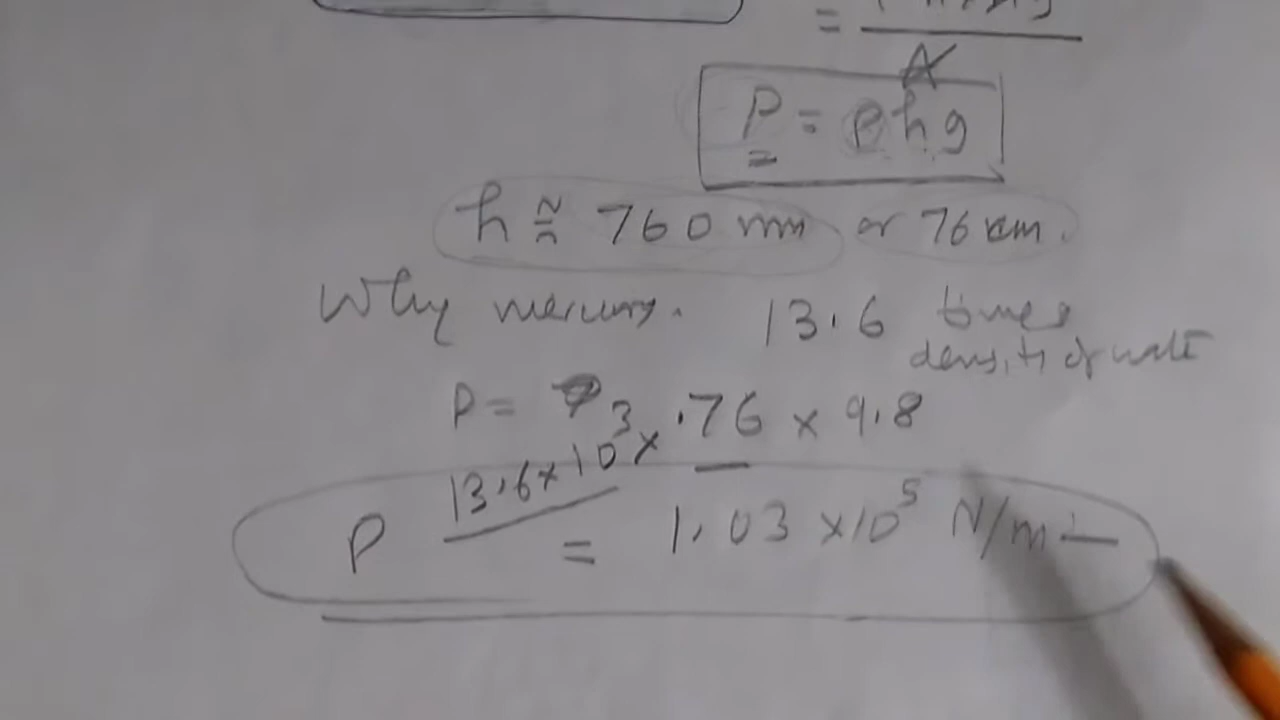 =
A
P = ρhg
h ≈ 760 mm or 76 cm.
Why mercury. 13.6 times
density of water
P = 13.6 × 10³ × .76 × 9.8
P = 1.03 × 10⁵ N/m²